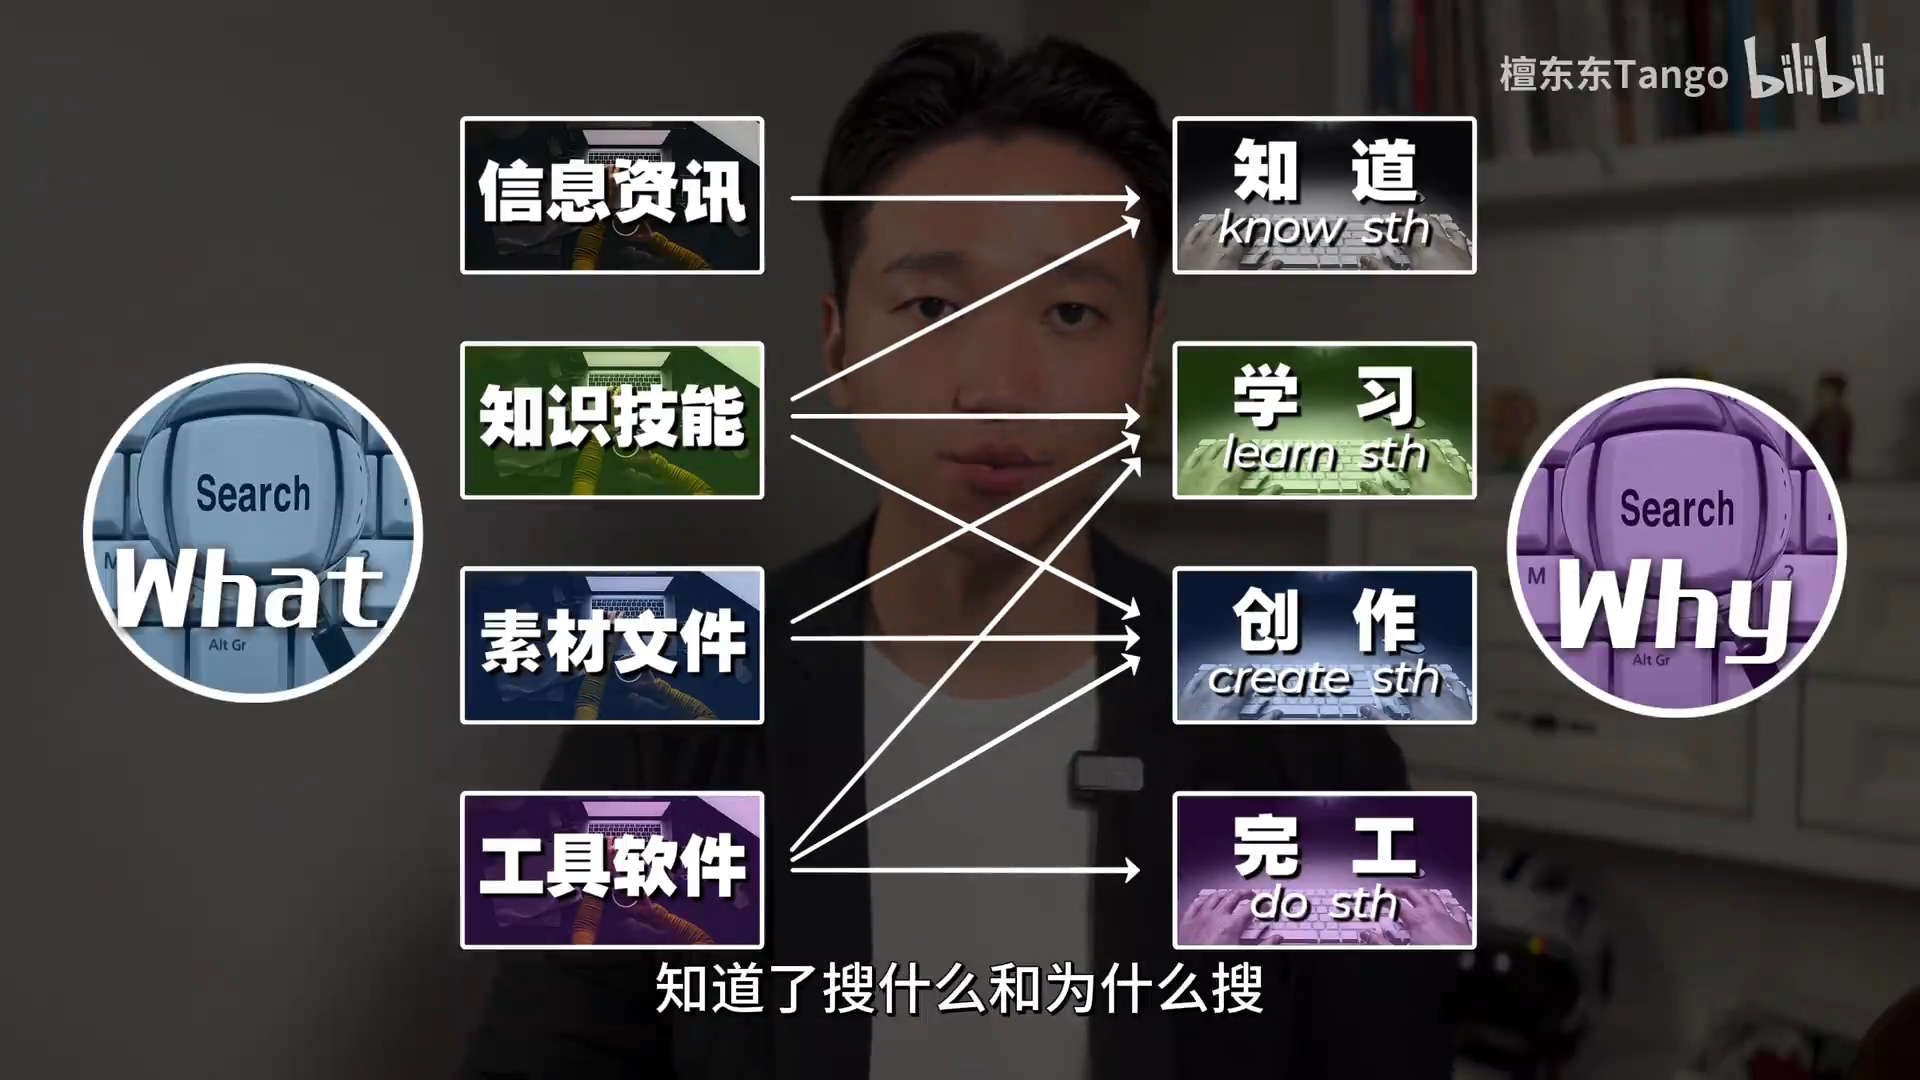 檀东东Tango bilibili
信息资讯
知道
know sth
知识技能
学习
learn sth
Search
What
Alt Gr
M
?
素材文件
创作
create sth
Search
Why
Alt Gr
M
?
工具软件
完工
do sth
知道了搜什么和为什么搜